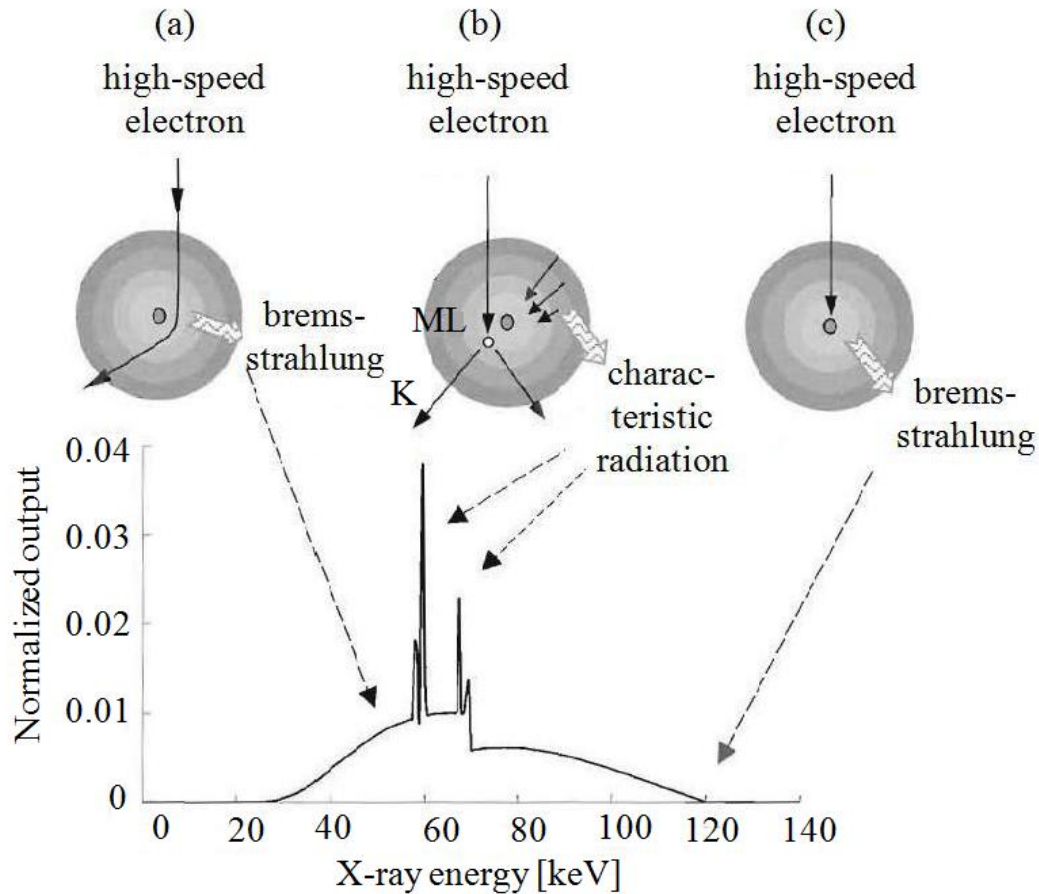 (a)
high-speed
electron
(b)
high-speed
electron
(c)
high-speed
electron
brems-
strahlung
ML
K
charac-
teristic
radiation
brems-
strahlung
Normalized output
0.04
0.03
0.02
0.01
0
0 20 40 60 80 100 120 140
X-ray energy [keV]